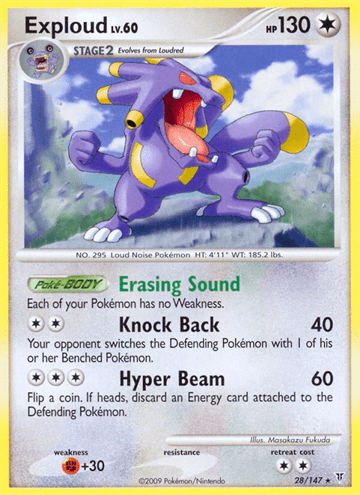 Exploud LV.60
HP 130
STAGE2 Evolves from Loudred
NO. 295 Loud Noise Pokémon HT: 4'11" WT: 185.2 lbs.
Poké-BODY Erasing Sound
Each of your Pokémon has no Weakness.
Knock Back 40
Your opponent switches the Defending Pokémon with 1 of his
or her Benched Pokémon.
Hyper Beam 60
Flip a coin. If heads, discard an Energy card attached to the
Defending Pokémon.
Illus. Masakazu Fukuda
weakness resistance retreat cost
+30
©2009 Pokémon/Nintendo 28/147 ★